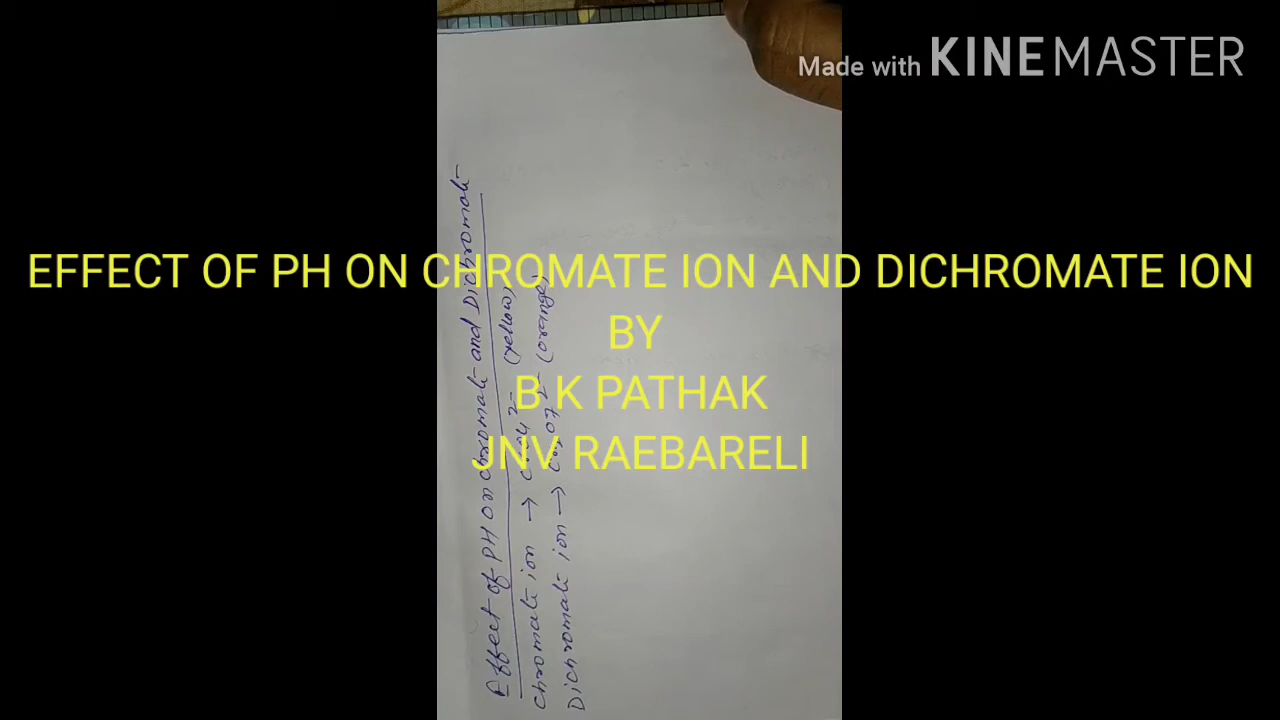 Made with KINEMASTER
EFFECT OF PH ON CHROMATE ION AND DICHROMATE ION
BY
B K PATHAK
JNV RAEBARELI
Effect of PH on chromate and Dichromate
chromate ion → CrO4 2- (yellow)
Dichromate ion → Cr2O7 2- (orange)